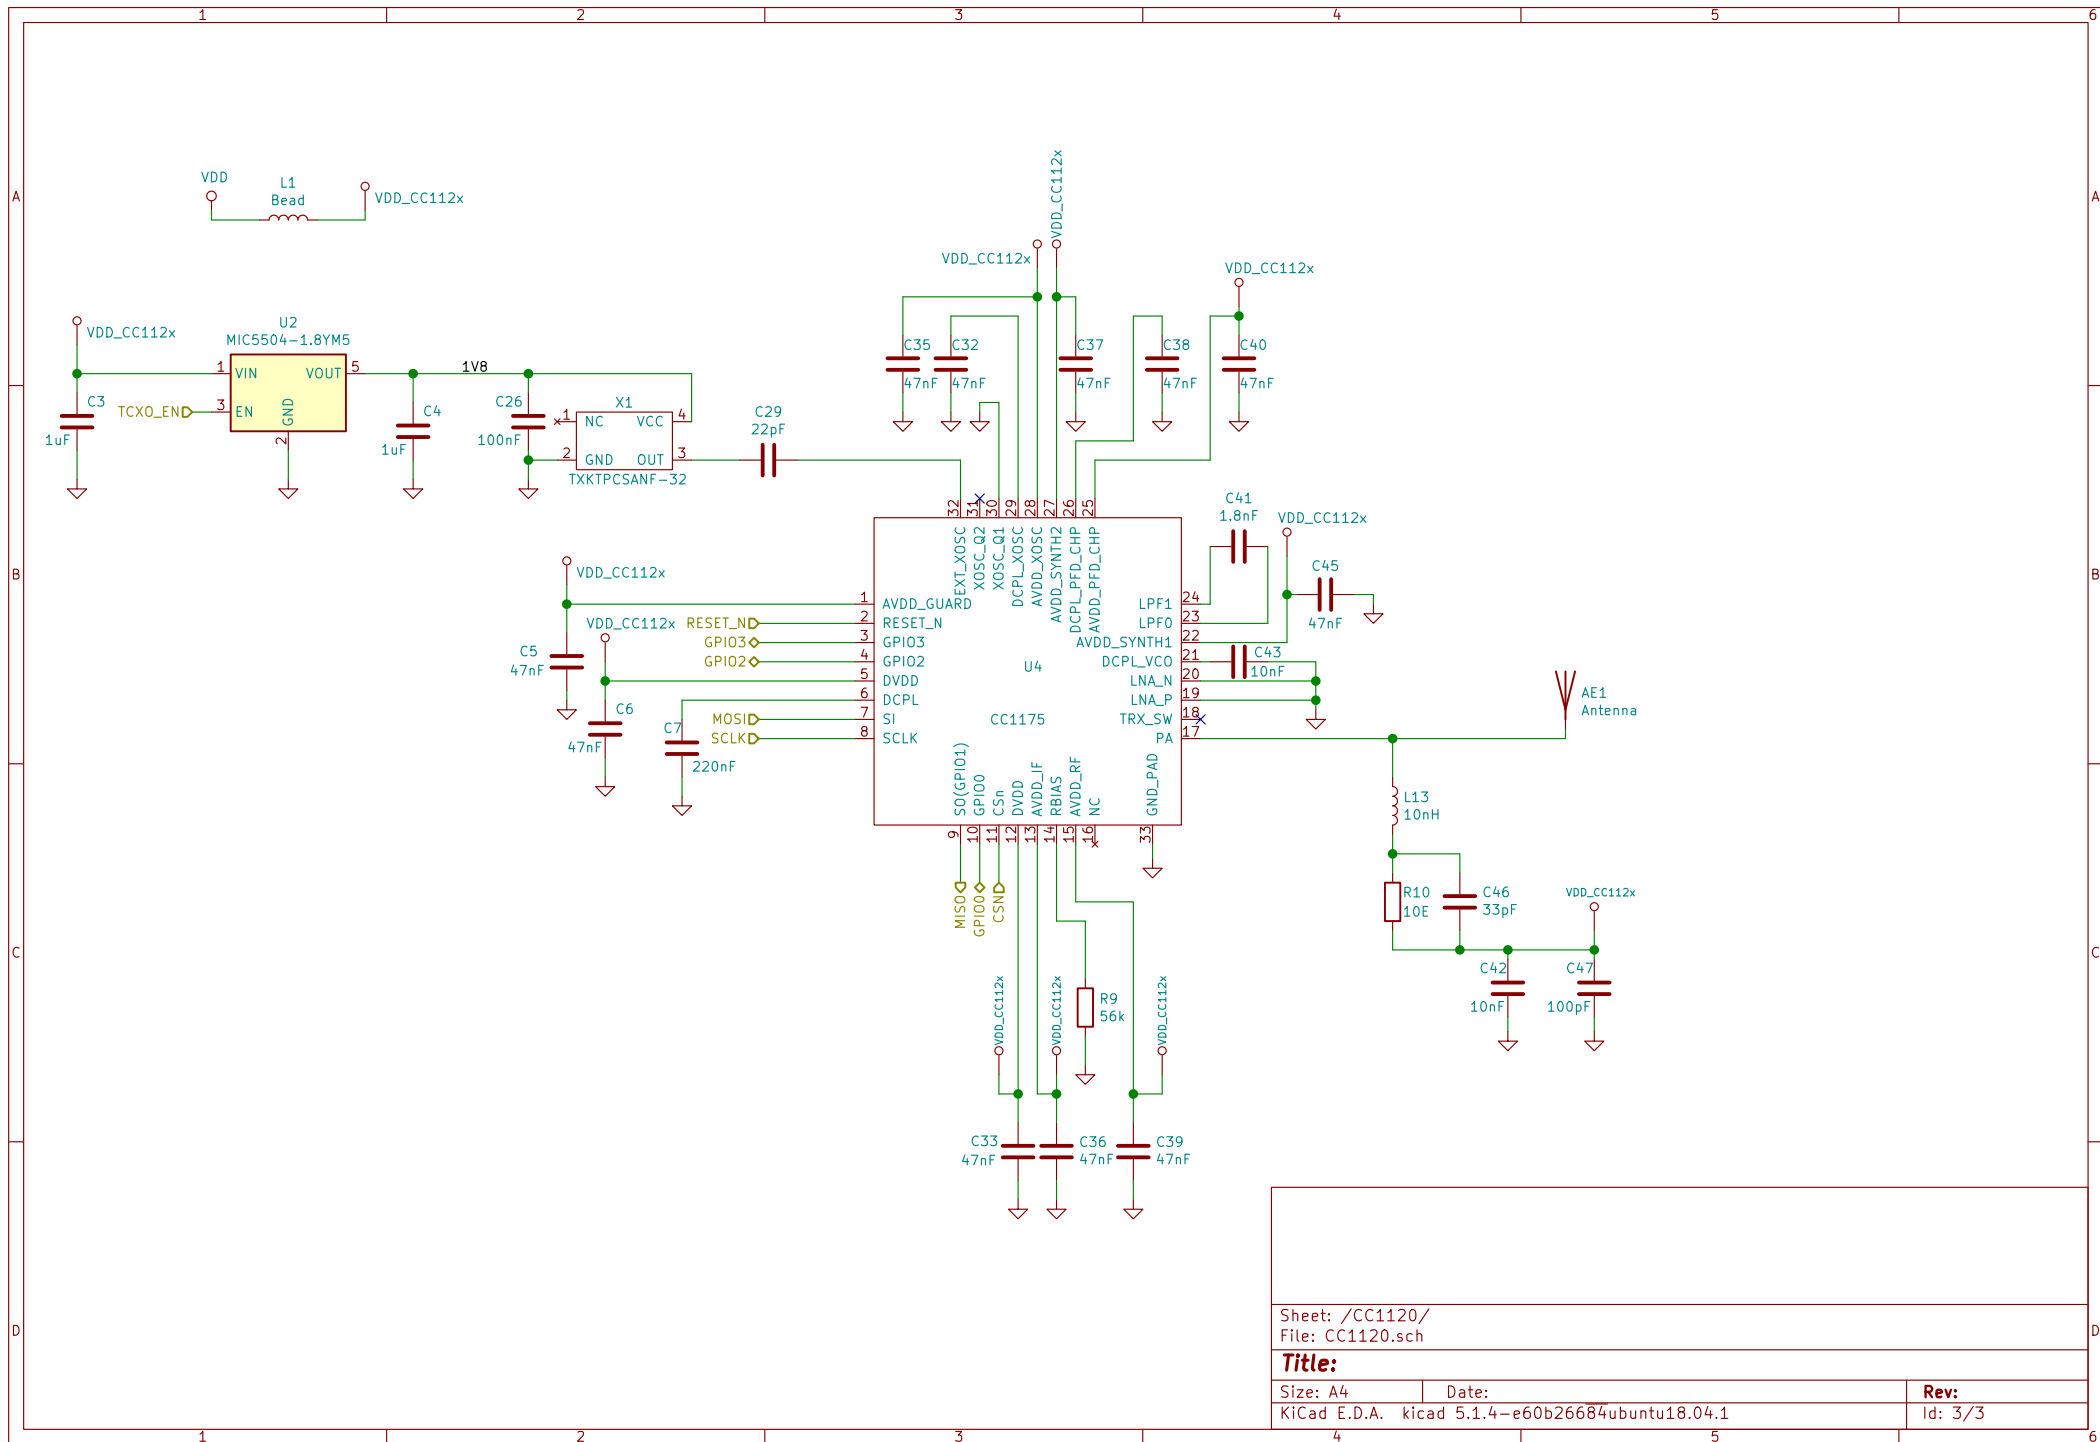 1 2 3 4 5 6
A
B
C
D
A
B
C
D
VDD
L1
Bead
VDD_CC112x
VDD_CC112x
U2
MIC5504-1.8YM5
1 VIN
VOUT 5
3 EN
GND
2
TCXO_EN
C3
1uF
C4
1uF
1V8
C26
100nF
X1
1 NC
VCC 4
2 GND
OUT 3
TXKTPCSANF-32
C29
22pF
VDD_CC112x
VDD_CC112x
VDD_CC112x
C35
47nF
C32
47nF
C37
47nF
C38
47nF
C40
47nF
32 EXT_XOSC
31 XOSC_Q2
30 XOSC_Q1
29 DCPL_XOSC
28 AVDD_XOSC
27 AVDD_SYNTH2
26 DCPL_PFD_CHP
25 AVDD_PFD_CHP
VDD_CC112x
VDD_CC112x
C5
47nF
C6
47nF
C7
220nF
RESET_N
GPIO3
GPIO2
MOSI
SCLK
1 AVDD_GUARD
2 RESET_N
3 GPIO3
4 GPIO2
5 DVDD
6 DCPL
7 SI
8 SCLK
U4
CC1175
LPF1 24
LPF0 23
AVDD_SYNTH1 22
DCPL_VCO 21
LNA_N 20
LNA_P 19
TRX_SW 18
PA 17
C41
1.8nF
VDD_CC112x
C45
47nF
C43
10nF
AE1
Antenna
SO(GPIO1) 9
GPIO0 10
CSn 11
DVDD 12
AVDD_IF 13
RBIAS 14
AVDD_RF 15
NC 16
GND_PAD 33
MISO
GPIO0
CSN
L13
10nH
R10
10E
C46
33pF
VDD_CC112x
C42
10nF
C47
100pF
VDD_CC112x
VDD_CC112x
VDD_CC112x
R9
56k
C33
47nF
C36
47nF
C39
47nF
Sheet: /CC1120/
File: CC1120.sch
Title:
Size: A4 Date: Rev:
KiCad E.D.A. kicad 5.1.4-e60b26684ubuntu18.04.1 Id: 3/3
1 2 3 4 5 6